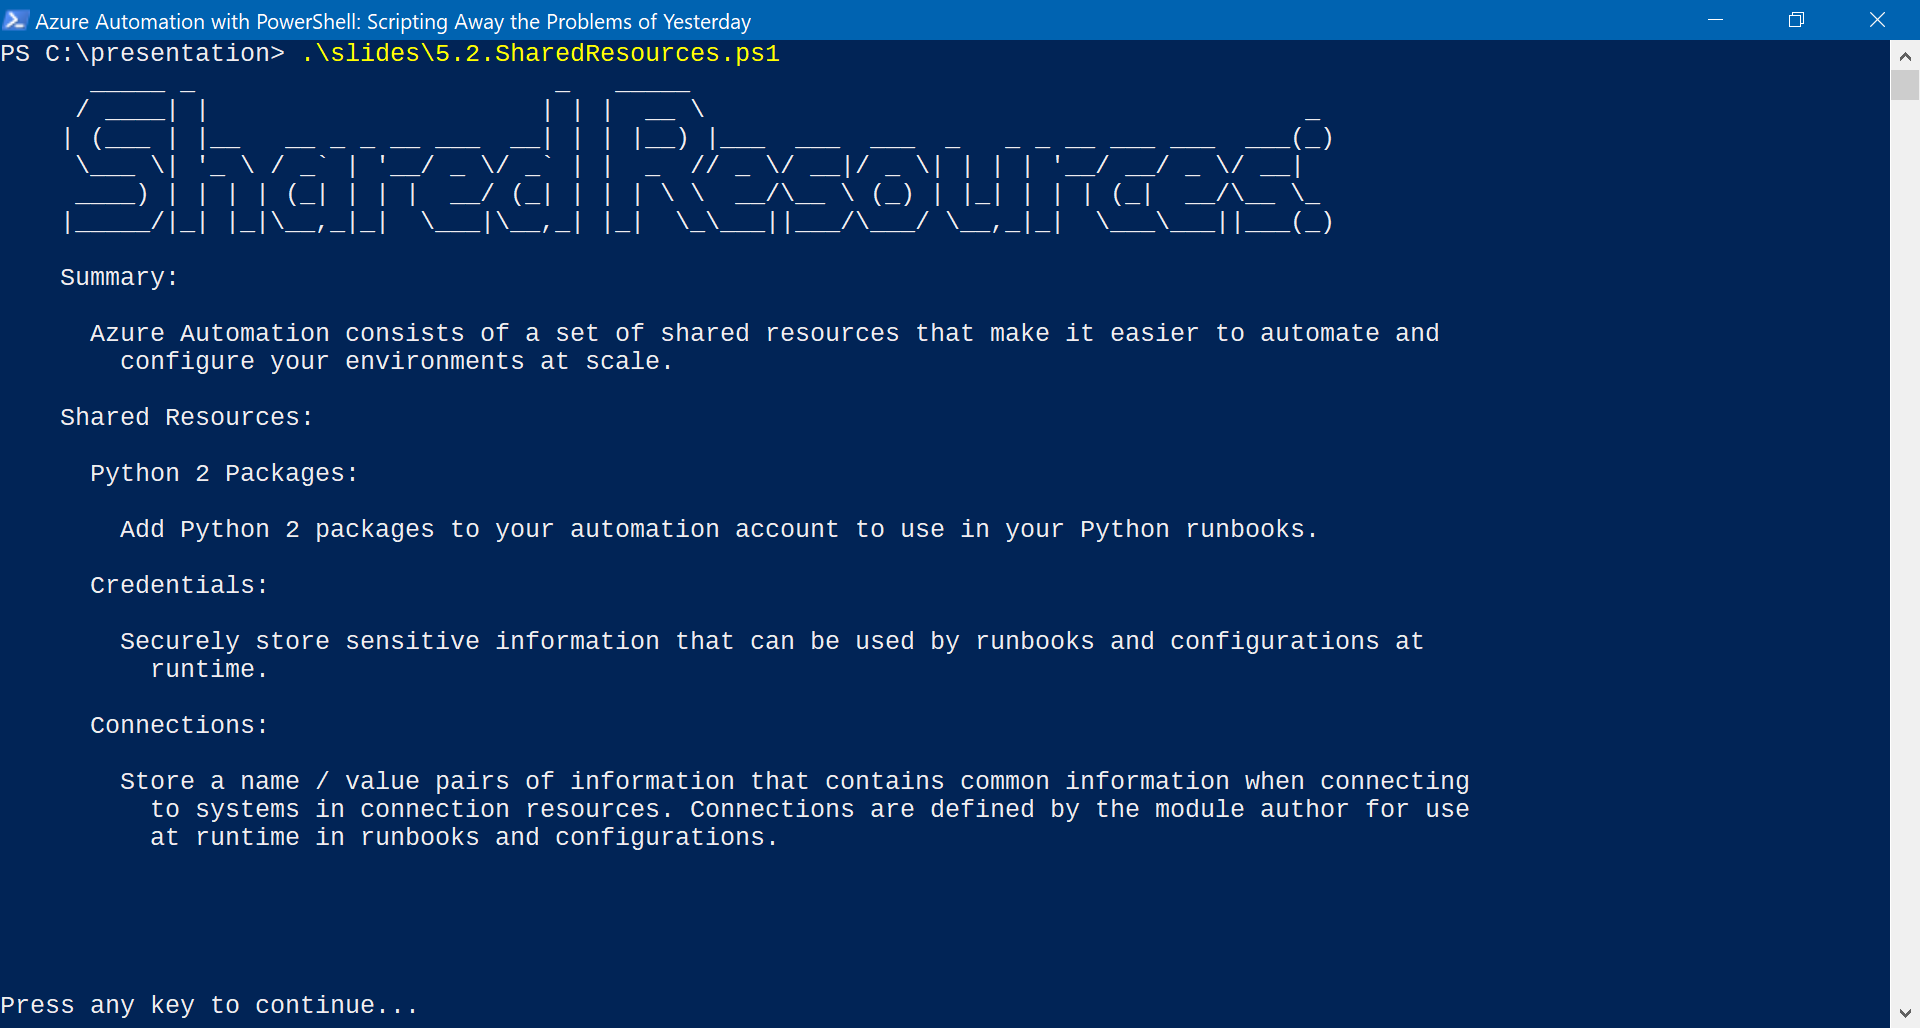 Azure Automation with PowerShell: Scripting Away the Problems of Yesterday
PS C:\presentation> .\slides\5.2.SharedResources.ps1
Shared Resources:
Summary:
Azure Automation consists of a set of shared resources that make it easier to automate and
configure your environments at scale.
Shared Resources:
Python 2 Packages:
Add Python 2 packages to your automation account to use in your Python runbooks.
Credentials:
Securely store sensitive information that can be used by runbooks and configurations at
runtime.
Connections:
Store a name / value pairs of information that contains common information when connecting
to systems in connection resources. Connections are defined by the module author for use
at runtime in runbooks and configurations.
Press any key to continue...